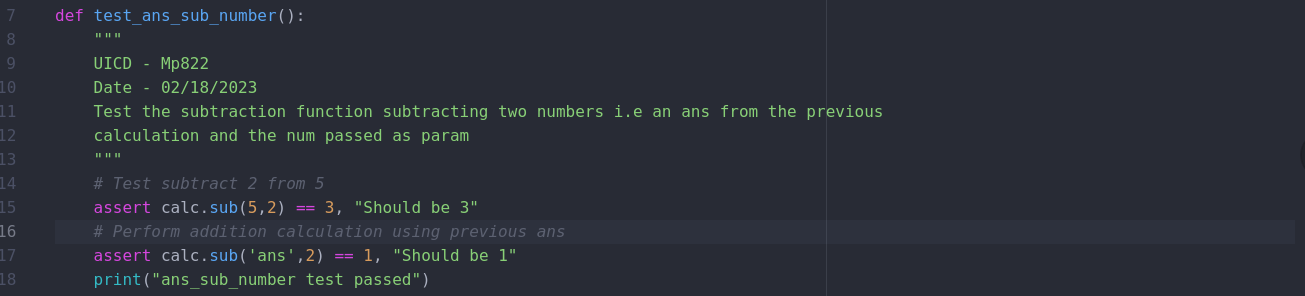 7 def test_ans_sub_number():
8     """
9     UICD - Mp822
10     Date - 02/18/2023
11     Test the subtraction function subtracting two numbers i.e an ans from the previous
12     calculation and the num passed as param
13     """
14     # Test subtract 2 from 5
15     assert calc.sub(5,2) == 3, "Should be 3"
16     # Perform addition calculation using previous ans
17     assert calc.sub('ans',2) == 1, "Should be 1"
18     print("ans_sub_number test passed")